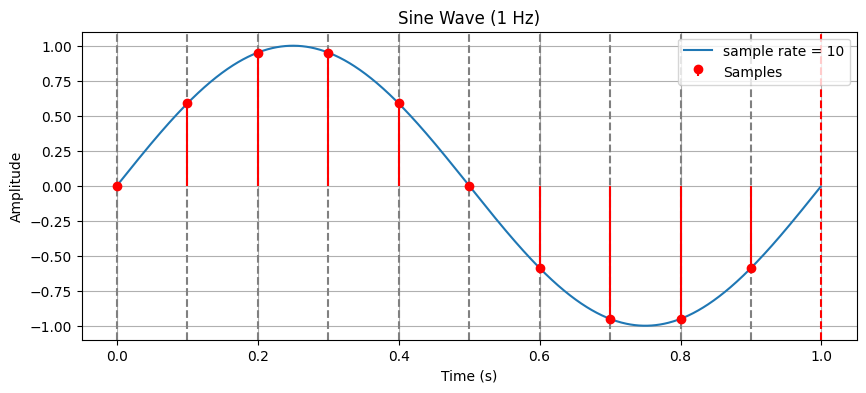 Sine Wave (1 Hz)
sample rate = 10
Samples
Amplitude
1.00
0.75
0.50
0.25
0.00
−0.25
−0.50
−0.75
−1.00
0.0 0.2 0.4 0.6 0.8 1.0
Time (s)